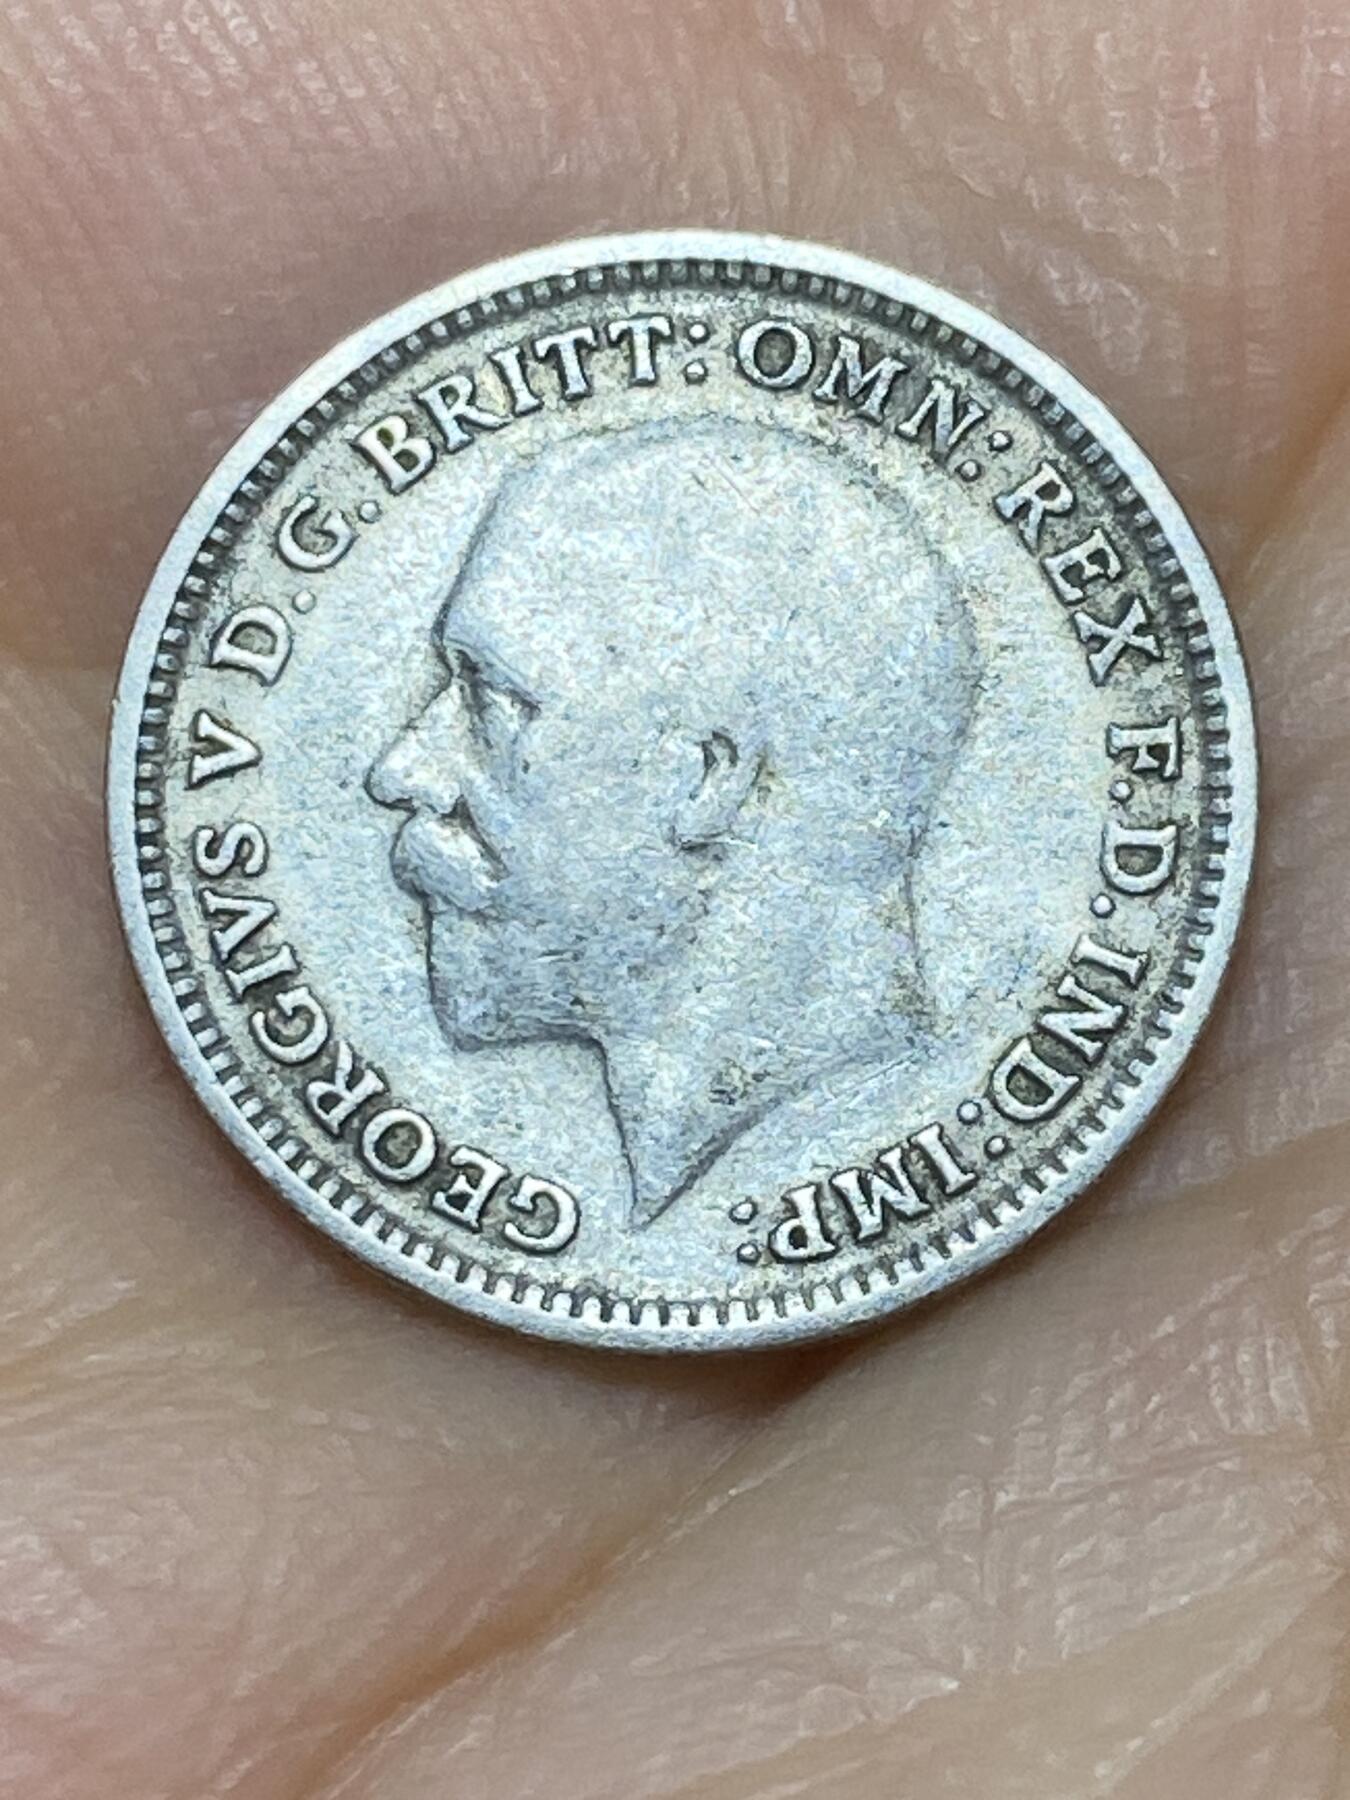 GEORGIVS V D.G.BRITT: OMN: REX F.D.IND: IMP: